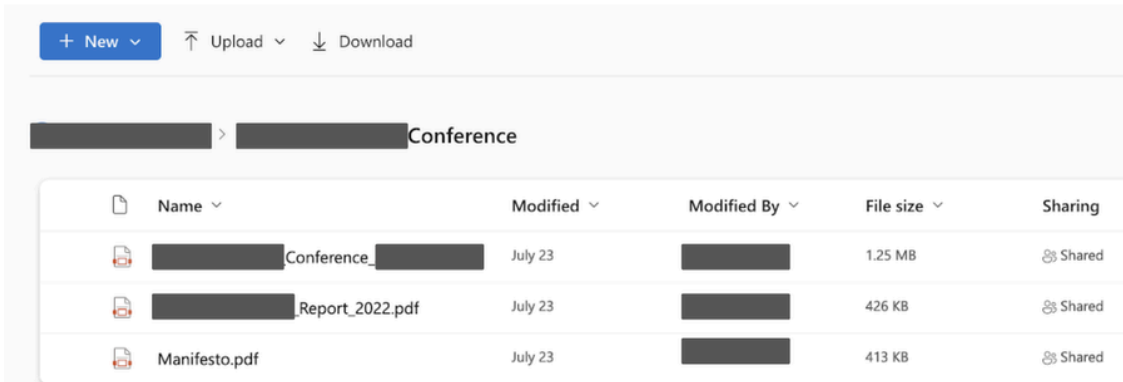 + New Upload Download
> Conference
Name Modified Modified By File size Sharing
_Conference_ July 23 1.25 MB Shared
_Report_2022.pdf July 23 426 KB Shared
Manifesto.pdf July 23 413 KB Shared